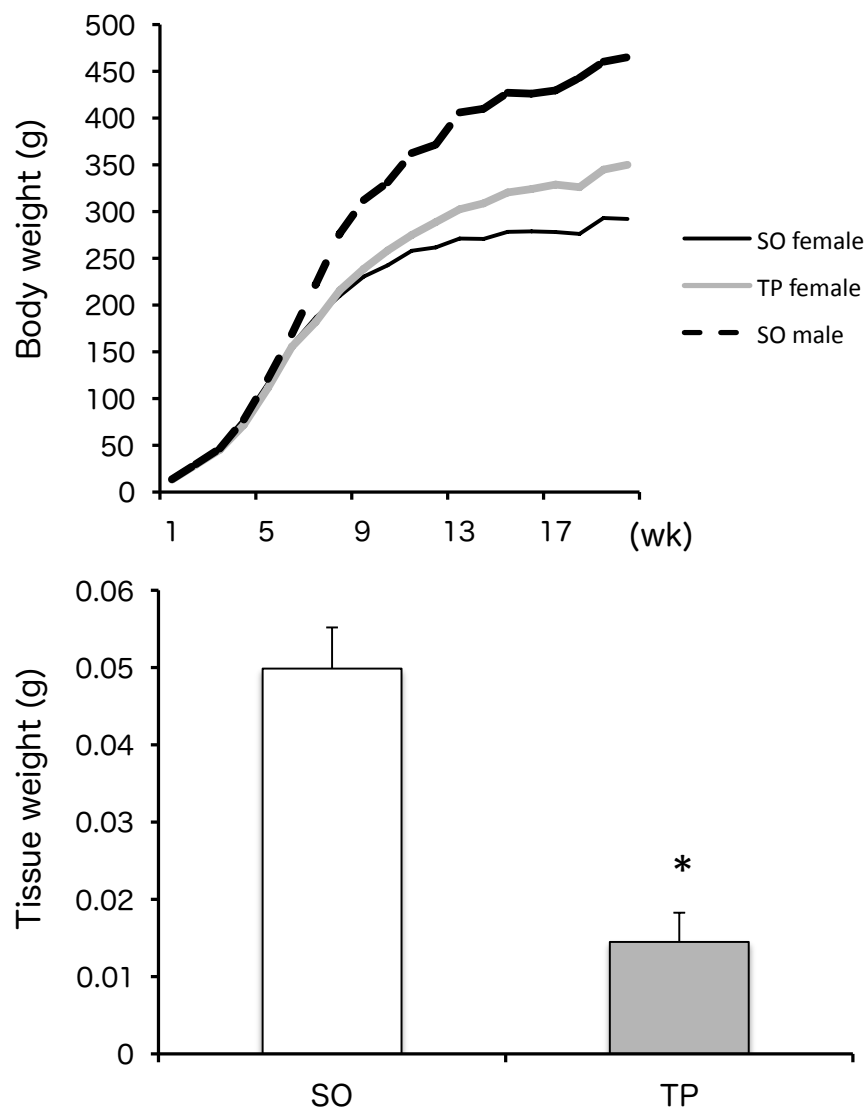 Body weight (g)
500
450
400
350
300
250
200
150
100
50
0
1 5 9 13 17 (wk)
SO female
TP female
SO male
Tissue weight (g)
0.06
0.05
0.04
0.03
0.02
0.01
0
*
SO TP